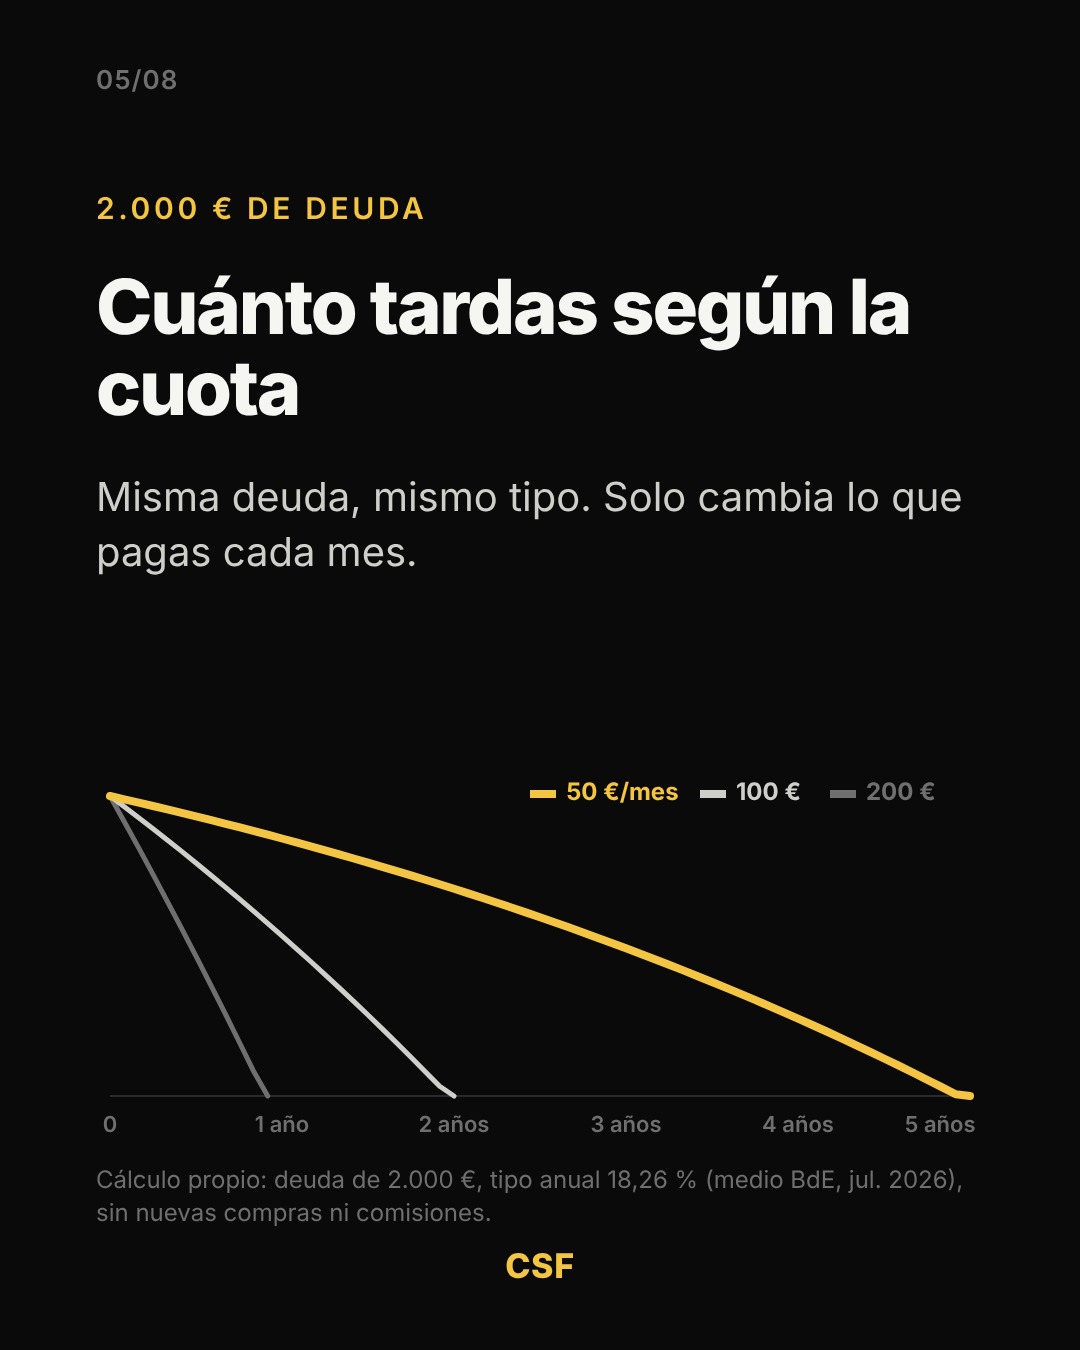 05/08
2.000 € DE DEUDA
Cuánto tardas según la
cuota
Misma deuda, mismo tipo. Solo cambia lo que
pagas cada mes.
50 €/mes 100 € 200 €
0 1 año 2 años 3 años 4 años 5 años
Cálculo propio: deuda de 2.000 €, tipo anual 18,26 % (medio BdE, jul. 2026),
sin nuevas compras ni comisiones.
CSF